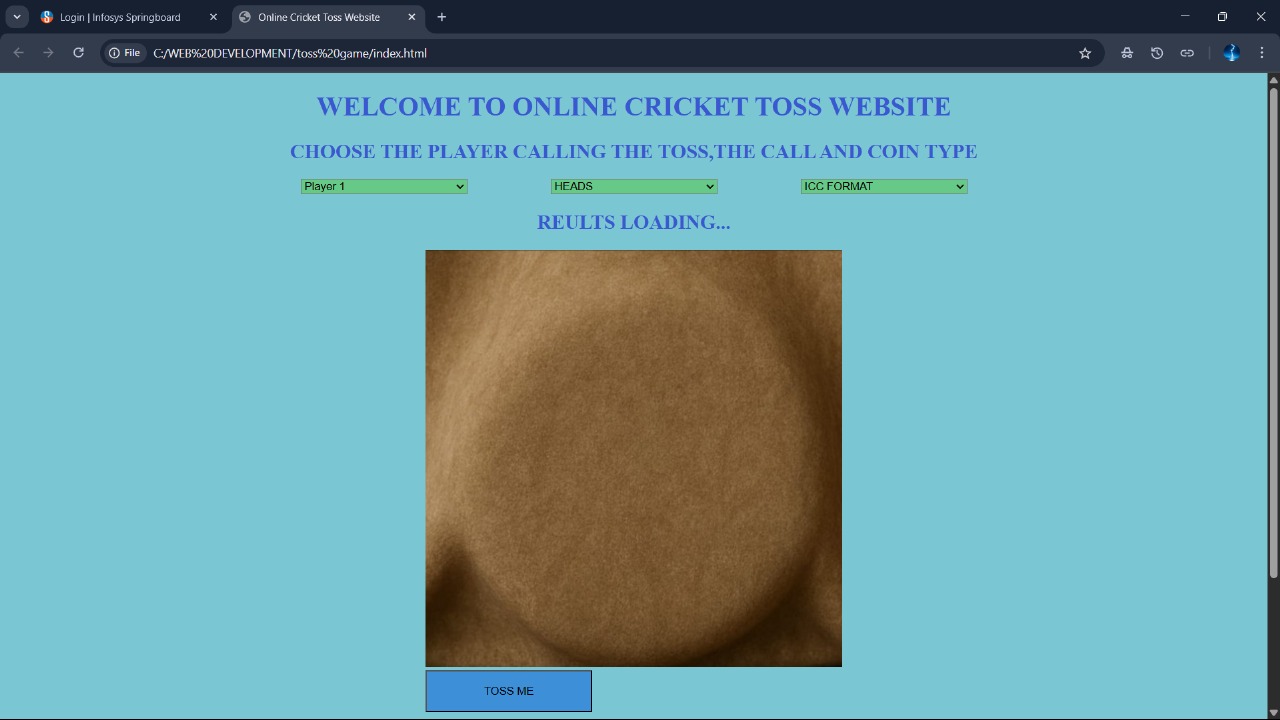 Login | Infosys Springboard
Online Cricket Toss Website
File
C:/WEB%20DEVELOPMENT/toss%20game/index.html
WELCOME TO ONLINE CRICKET TOSS WEBSITE
CHOOSE THE PLAYER CALLING THE TOSS,THE CALL AND COIN TYPE
Player 1
HEADS
ICC FORMAT
REULTS LOADING...
TOSS ME